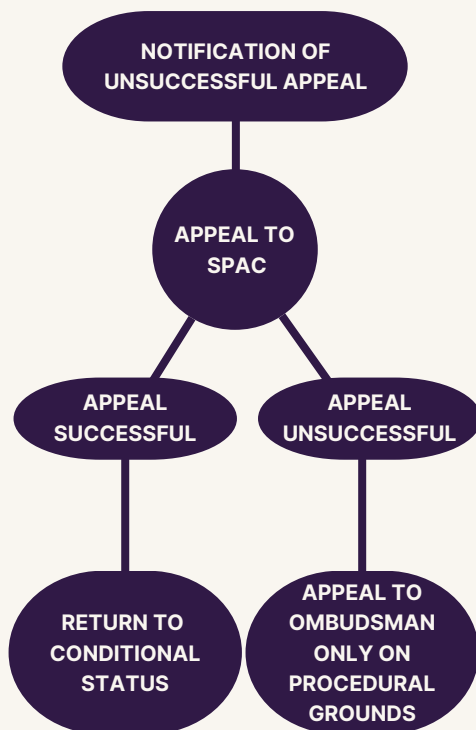 NOTIFICATION OF
UNSUCCESSFUL APPEAL
APPEAL TO
SPAC
APPEAL
SUCCESSFUL
APPEAL
UNSUCCESSFUL
RETURN TO
CONDITIONAL
STATUS
APPEAL TO
OMBUDSMAN
ONLY ON
PROCEDURAL
GROUNDS